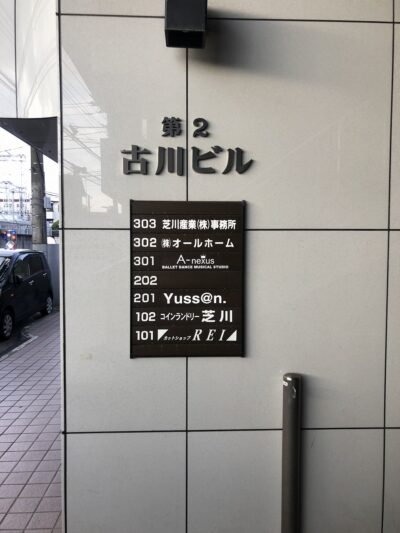 第2
古川ビル
303 芝川産業(株)事務所
302 ㈱オールホーム
301 A-nexus
BALLET DANCE MUSICAL STUDIO
202
201 Yuss@n.
102 コインランドリー 芝川
101 カットショップ REI